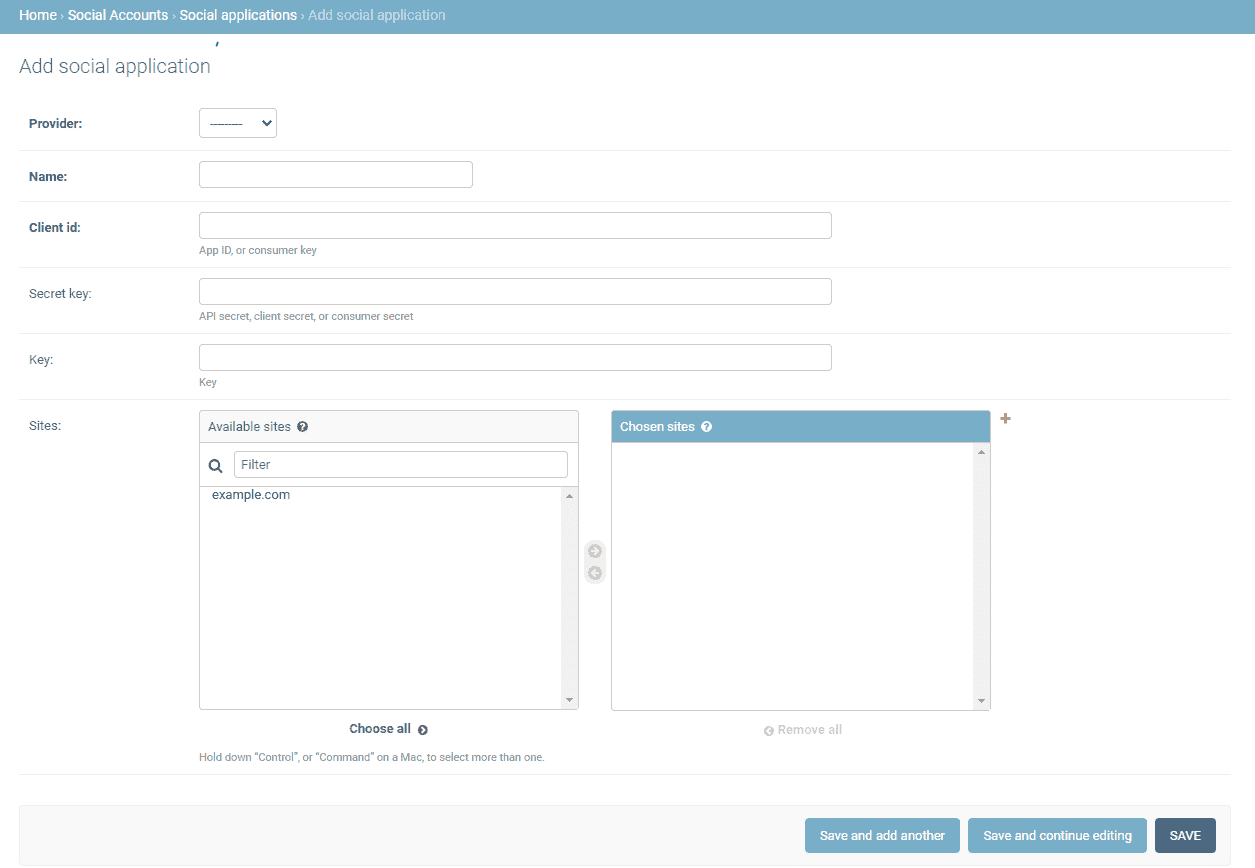 Home › Social Accounts › Social applications › Add social application
Add social application
Provider: ---------
Name:
Client id:
App ID, or consumer key
Secret key:
API secret, client secret, or consumer secret
Key:
Key
Sites:
Available sites
Filter
example.com
Choose all
Chosen sites
Remove all
Hold down “Control”, or “Command” on a Mac, to select more than one.
Save and add another
Save and continue editing
SAVE